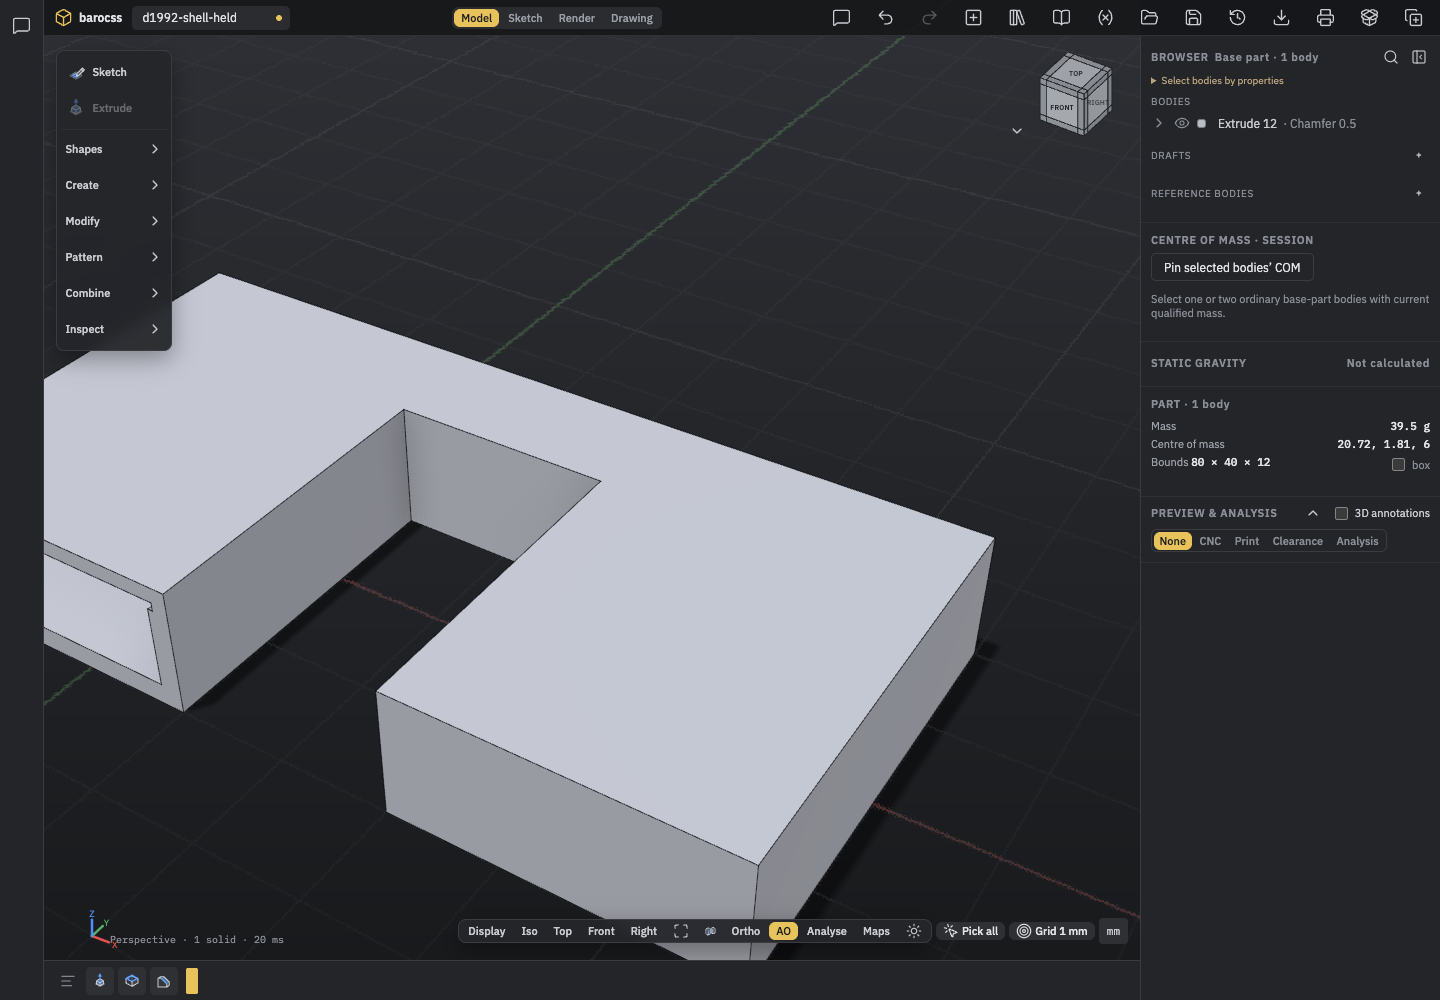 barocss
d1992-shell-held
Model Sketch Render Drawing
Sketch
Extrude
Shapes
Create
Modify
Pattern
Combine
Inspect
TOP
FRONT
RIGHT
BROWSER Base part · 1 body
Select bodies by properties
BODIES
Extrude 12 · Chamfer 0.5
DRAFTS
REFERENCE BODIES
CENTRE OF MASS · SESSION
Pin selected bodies’ COM
Select one or two ordinary base-part bodies with current
qualified mass.
STATIC GRAVITY Not calculated
PART · 1 body
Mass 39.5 g
Centre of mass 20.72, 1.81, 6
Bounds 80 × 40 × 12 box
PREVIEW & ANALYSIS 3D annotations
None CNC Print Clearance Analysis
Z
Y
X
Perspective · 1 solid · 20 ms
Display Iso Top Front Right Ortho AO Analyse Maps Pick all Grid 1 mm mm